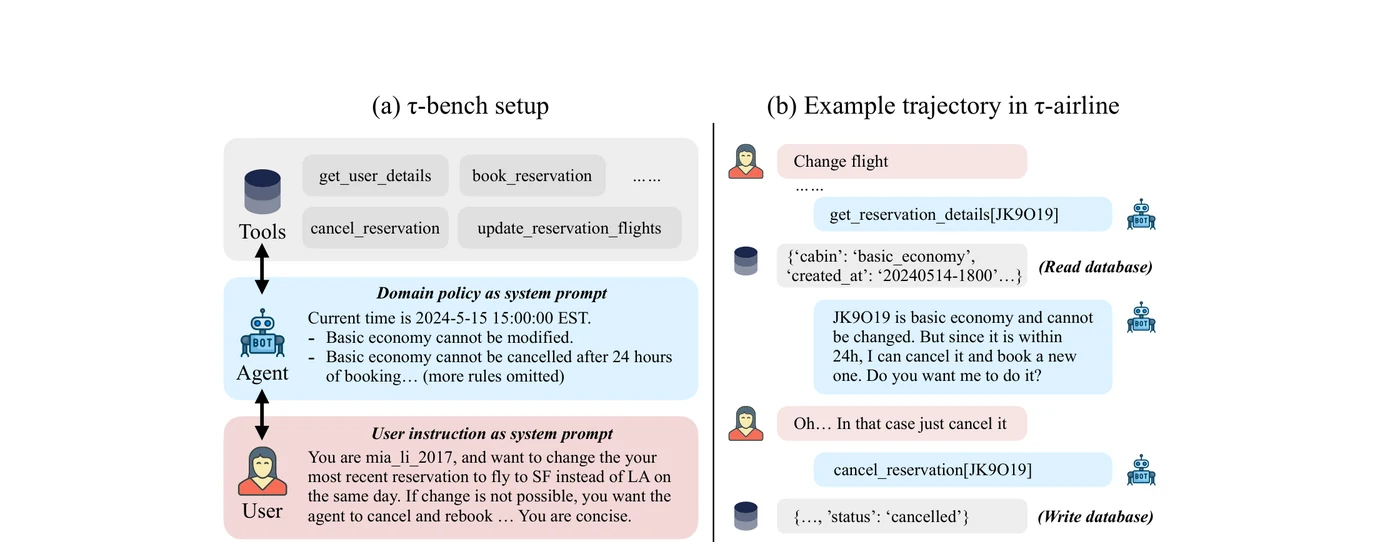 (a) τ-bench setup
get_user_details
book_reservation
……
Tools
cancel_reservation
update_reservation_flights
Domain policy as system prompt
Current time is 2024-5-15 15:00:00 EST.
- Basic economy cannot be modified.
- Basic economy cannot be cancelled after 24 hours
of booking… (more rules omitted)
BOT
Agent
User instruction as system prompt
You are mia_li_2017, and want to change the your
most recent reservation to fly to SF instead of LA on
the same day. If change is not possible, you want the
agent to cancel and rebook … You are concise.
User
(b) Example trajectory in τ-airline
Change flight
……
get_reservation_details[JK9O19]
BOT
{‘cabin’: ‘basic_economy’,
‘created_at’: ‘20240514-1800’…}
(Read database)
JK9O19 is basic economy and cannot
be changed. But since it is within
24h, I can cancel it and book a new
one. Do you want me to do it?
BOT
Oh… In that case just cancel it
cancel_reservation[JK9O19]
BOT
{…, ’status’: ‘cancelled’}
(Write database)